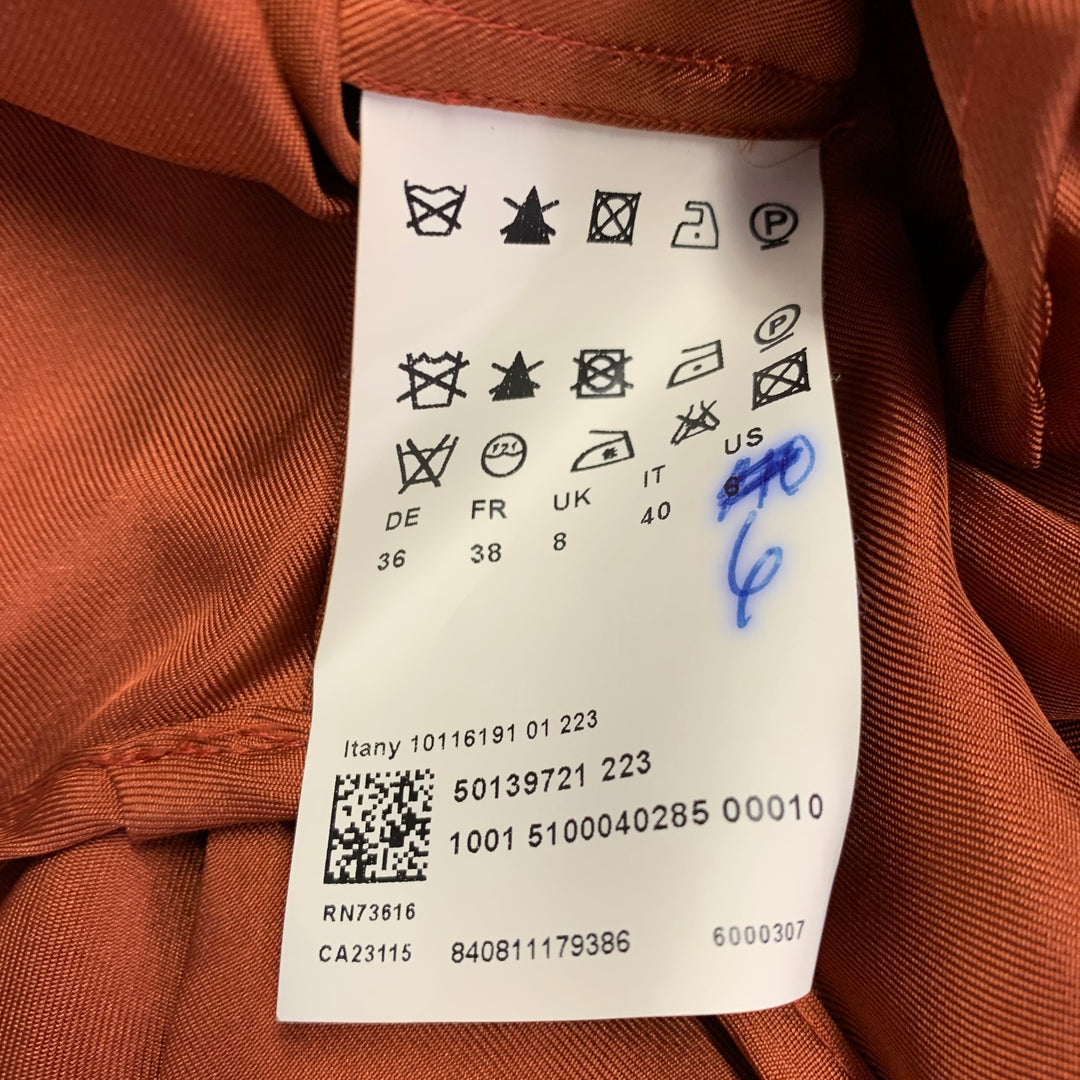 P
P
DE FR UK IT US
36 38 8 40 6
6
Itany 10116191 01 223
50139721 223
1001 5100040285 00010
RN73616
CA23115 840811179386 6000307